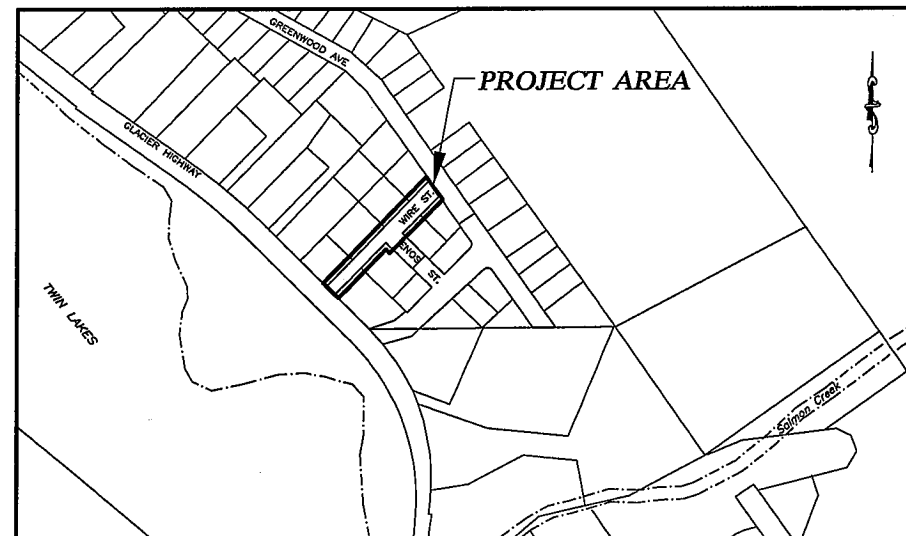 GREENWOOD AVE
PROJECT AREA
GLACIER HIGHWAY
WIRE ST.
ENOS ST.
TWIN LAKES
Salmon Creek